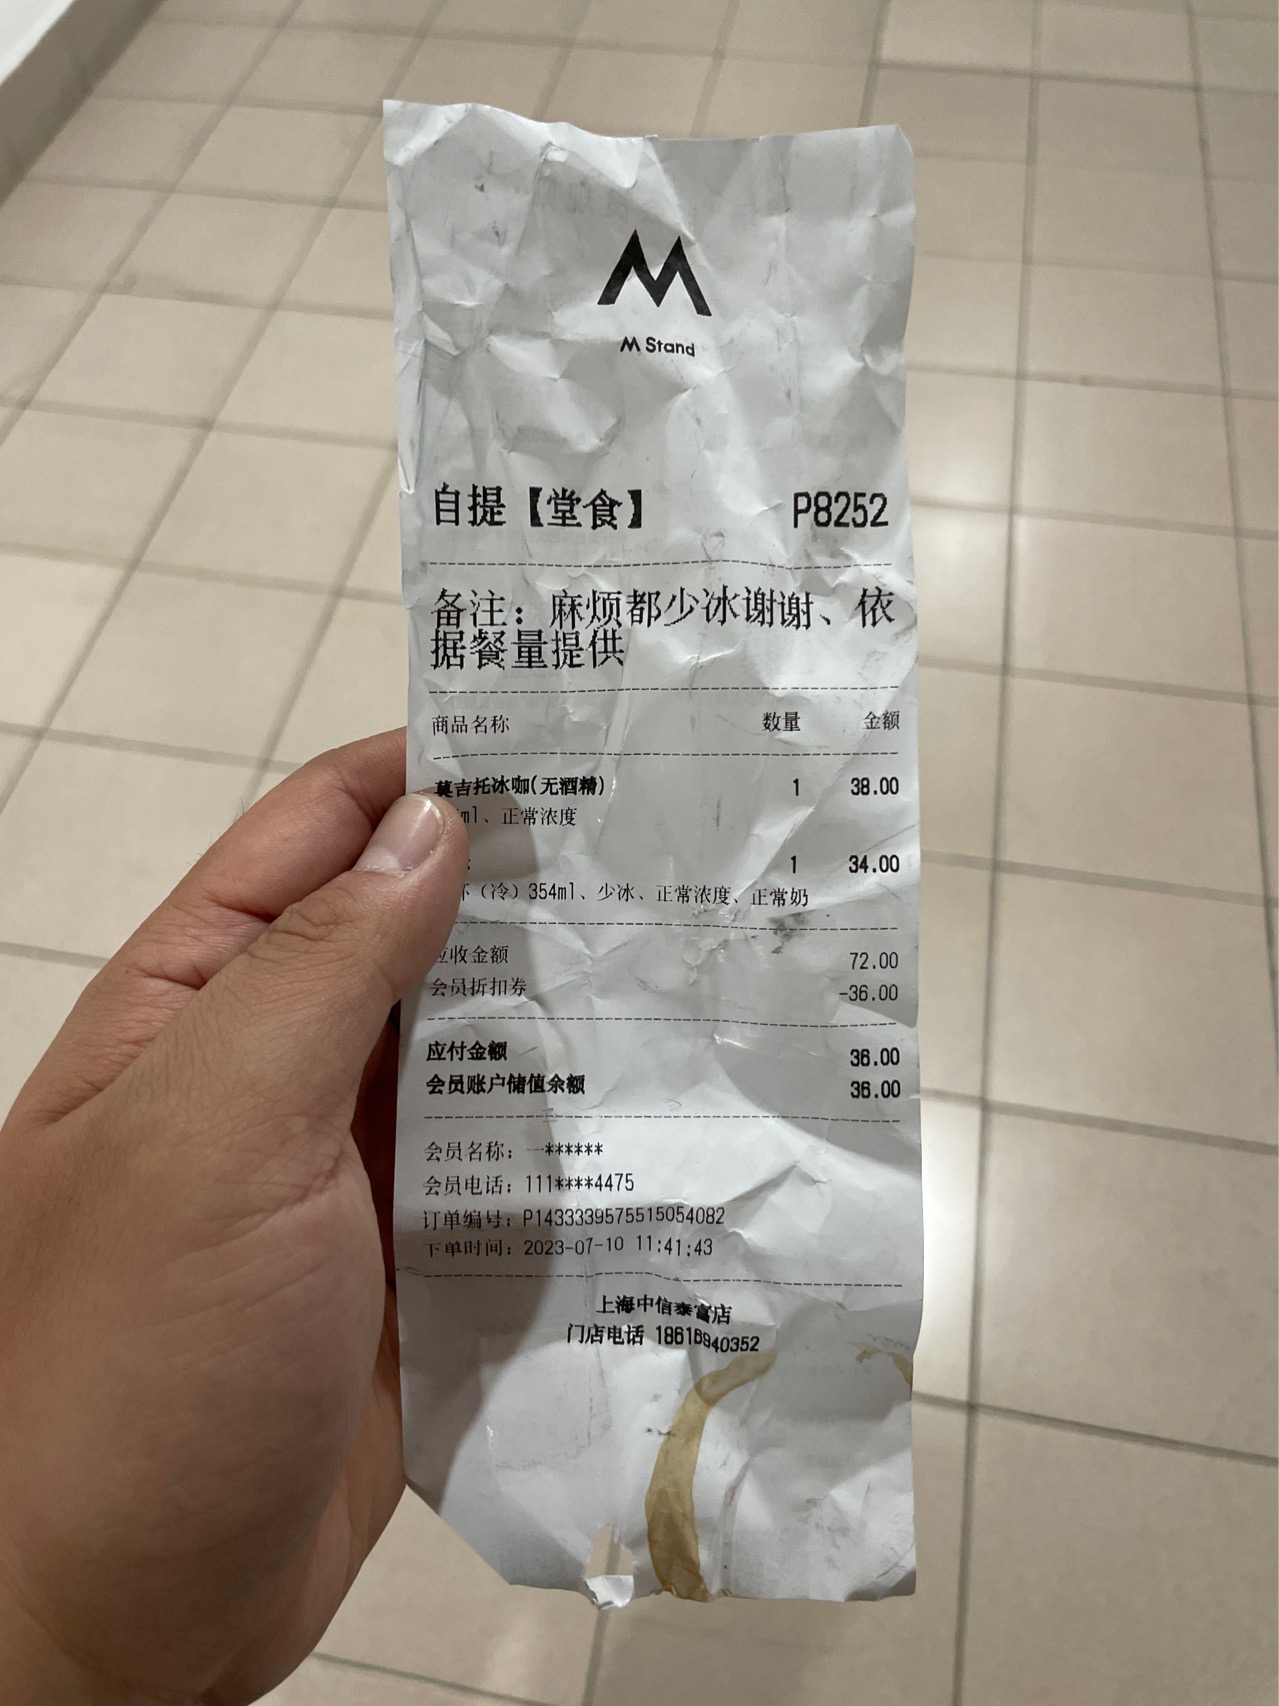 M Stand
自提【堂食】 P8252
备注：麻烦都少冰谢谢、依
据餐量提供
商品名称 数量 金额
莫吉托冰咖(无酒精) 1 38.00
ml、正常浓度
1 34.00
杯（冷）354ml、少冰、正常浓度、正常奶
应收金额 72.00
会员折扣券 -36.00
应付金额 36.00
会员账户储值余额 36.00
会员名称：一******
会员电话：111****4475
订单编号：P1433339575515054082
下单时间：2023-07-10 11:41:43
上海中信泰富店
门店电话 18616940352